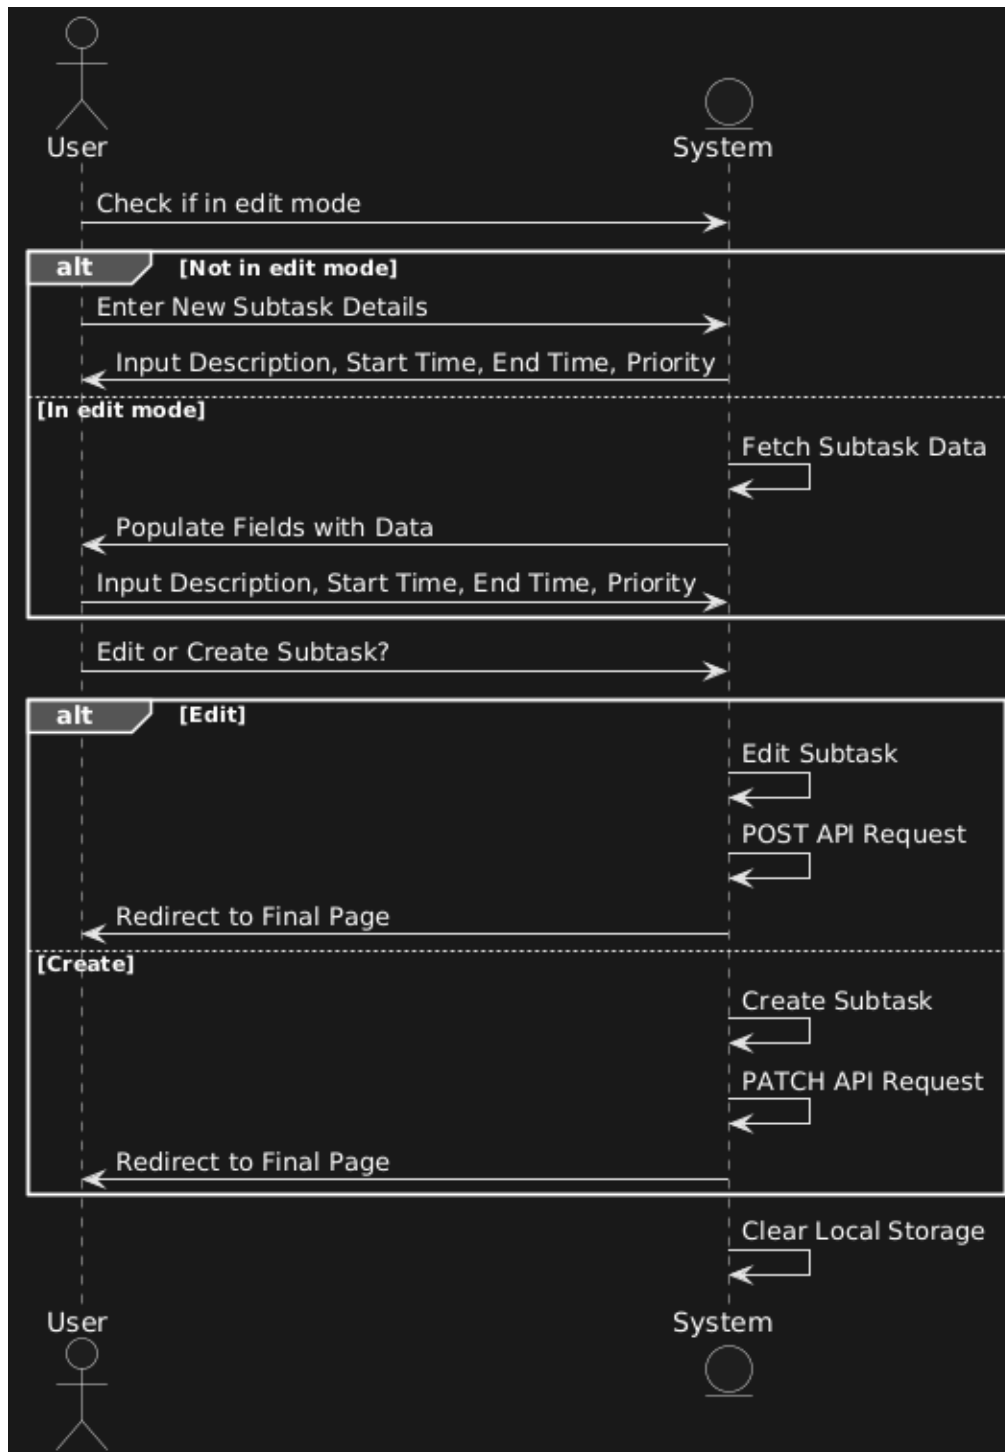 User
System
Check if in edit mode
alt [Not in edit mode]
Enter New Subtask Details
Input Description, Start Time, End Time, Priority
[In edit mode]
Fetch Subtask Data
Populate Fields with Data
Input Description, Start Time, End Time, Priority
Edit or Create Subtask?
alt [Edit]
Edit Subtask
POST API Request
Redirect to Final Page
[Create]
Create Subtask
PATCH API Request
Redirect to Final Page
Clear Local Storage
User
System